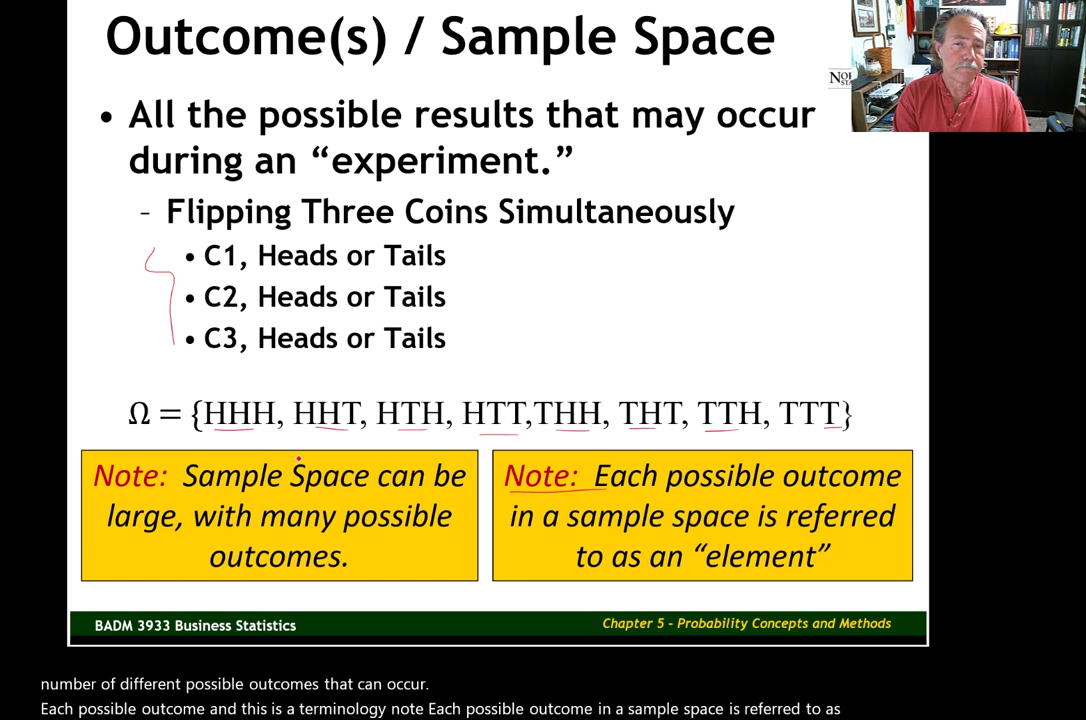 Outcome(s) / Sample Space
• All the possible results that may occur
during an “experiment.”
– Flipping Three Coins Simultaneously
• C1, Heads or Tails
• C2, Heads or Tails
• C3, Heads or Tails
Ω = {HHH, HHT, HTH, HTT,THH, THT, TTH, TTT}
Note: Sample Space can be
large, with many possible
outcomes.
Note: Each possible outcome
in a sample space is referred
to as an “element”
BADM 3933 Business Statistics
Chapter 5 – Probability Concepts and Methods
number of different possible outcomes that can occur.
Each possible outcome and this is a terminology note Each possible outcome in a sample space is referred to as